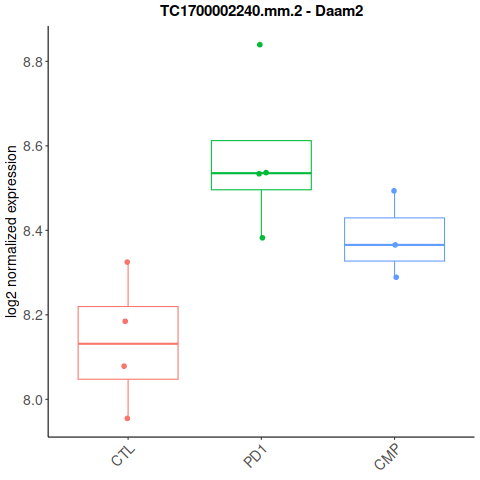 TC1700002240.mm.2 - Daam2
log2 normalized expression
8.8
8.6
8.4
8.2
8.0
CTL
PD1
CMP